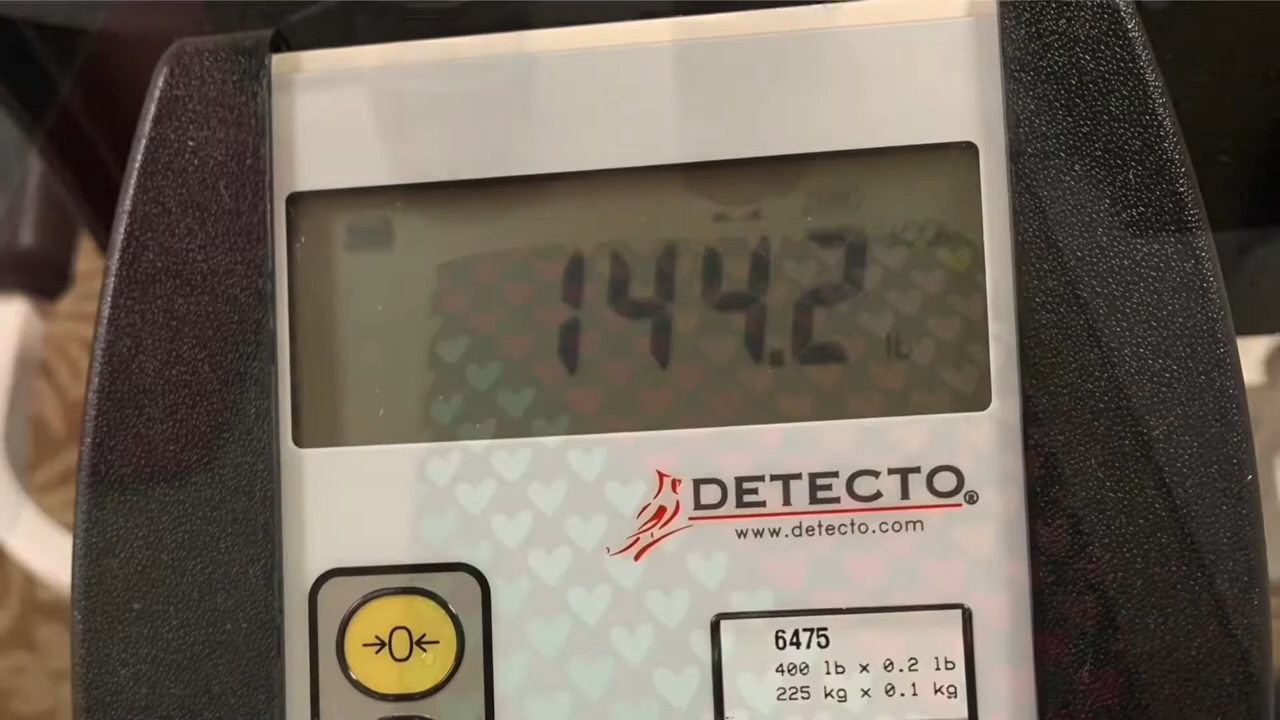 144.2 lb
DETECTO®
www.detecto.com
→0←
6475
400 lb x 0.2 lb
225 kg x 0.1 kg